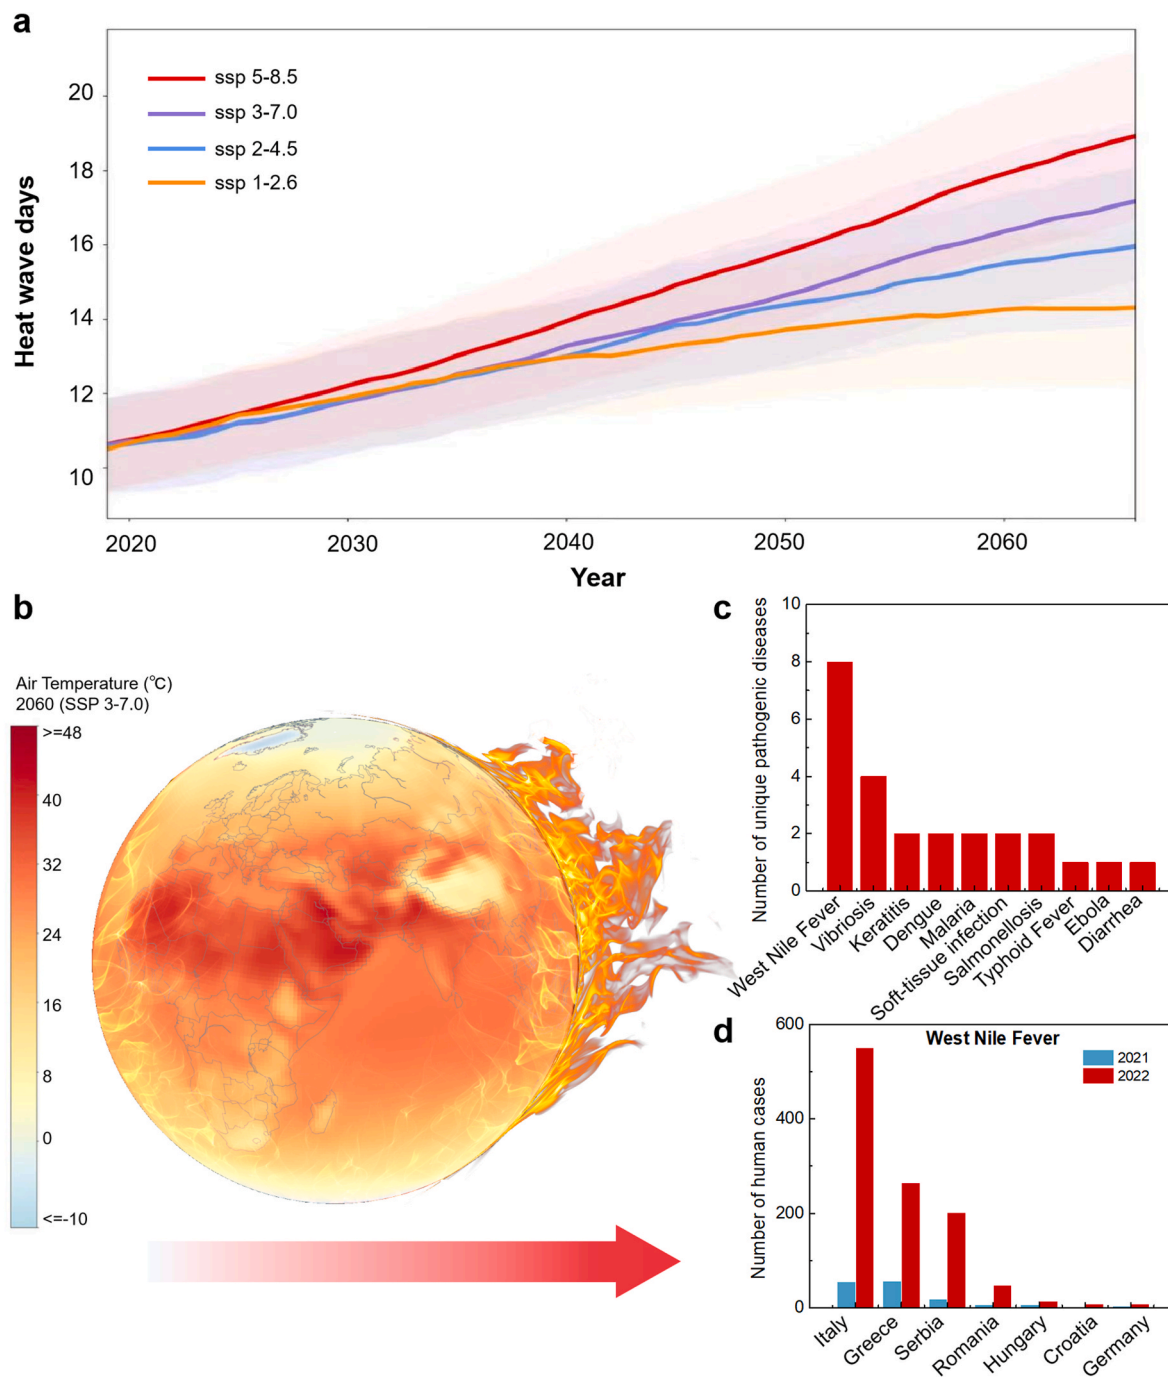 a
ssp 5-8.5
ssp 3-7.0
ssp 2-4.5
ssp 1-2.6
Heat wave days
20
18
16
14
12
10
2020
2030
2040
2050
2060
Year
b
Air Temperature (℃)
2060 (SSP 3-7.0)
>=48
40
32
24
16
8
0
<=-10
c
Number of unique pathogenic diseases
10
8
6
4
2
0
West Nile Fever
Vibriosis
Keratitis
Dengue
Malaria
Soft-tissue infection
Salmonellosis
Typhoid Fever
Ebola
Diarrhea
d
West Nile Fever
2021
2022
Number of human cases
600
400
200
0
Italy
Greece
Serbia
Romania
Hungary
Croatia
Germany